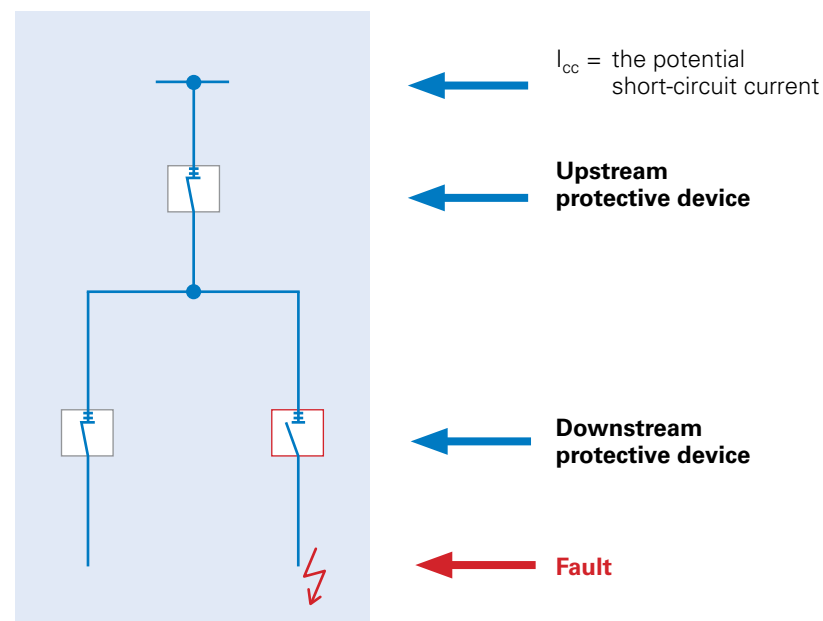 Icc = the potential
short-circuit current
Upstream
protective device
Downstream
protective device
Fault